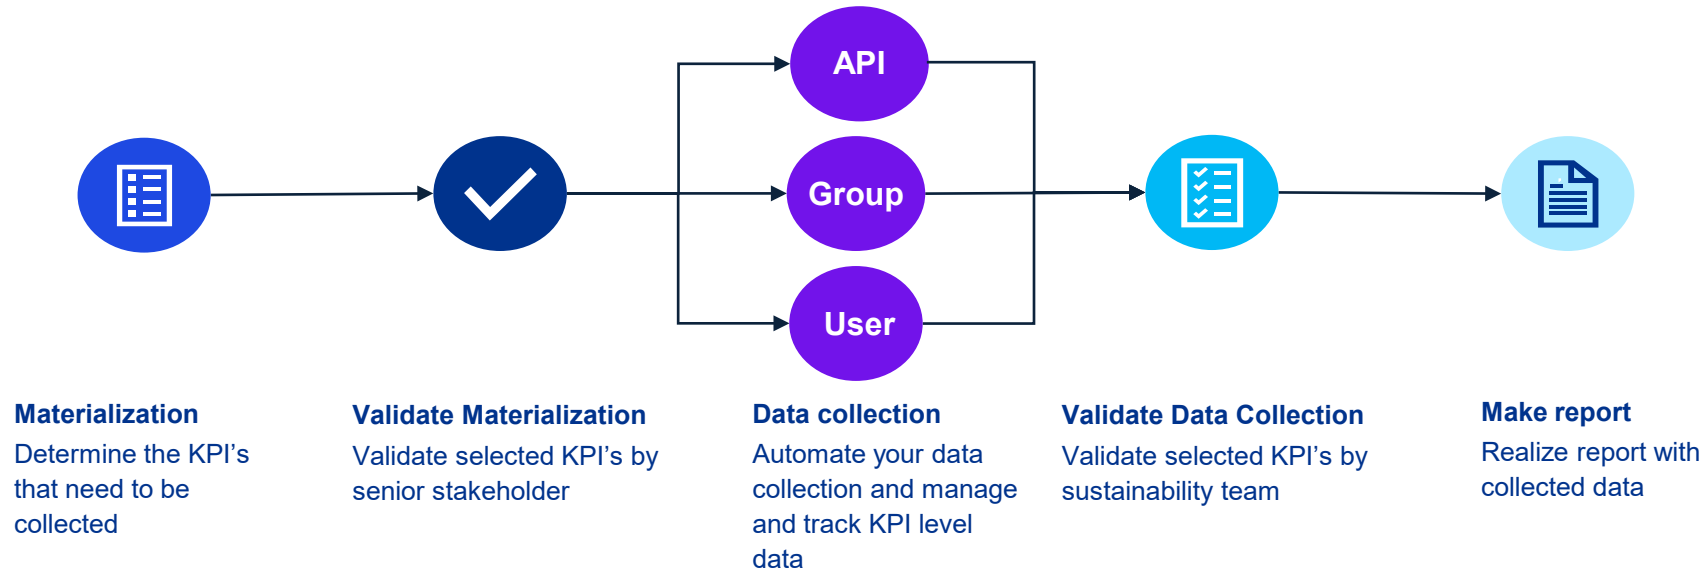 API
Group
User
Materialization
Determine the KPI's
that need to be
collected
Validate Materialization
Validate selected KPI's by
senior stakeholder
Data collection
Automate your data
collection and manage
and track KPI level
data
Validate Data Collection
Validate selected KPI's by
sustainability team
Make report
Realize report with
collected data